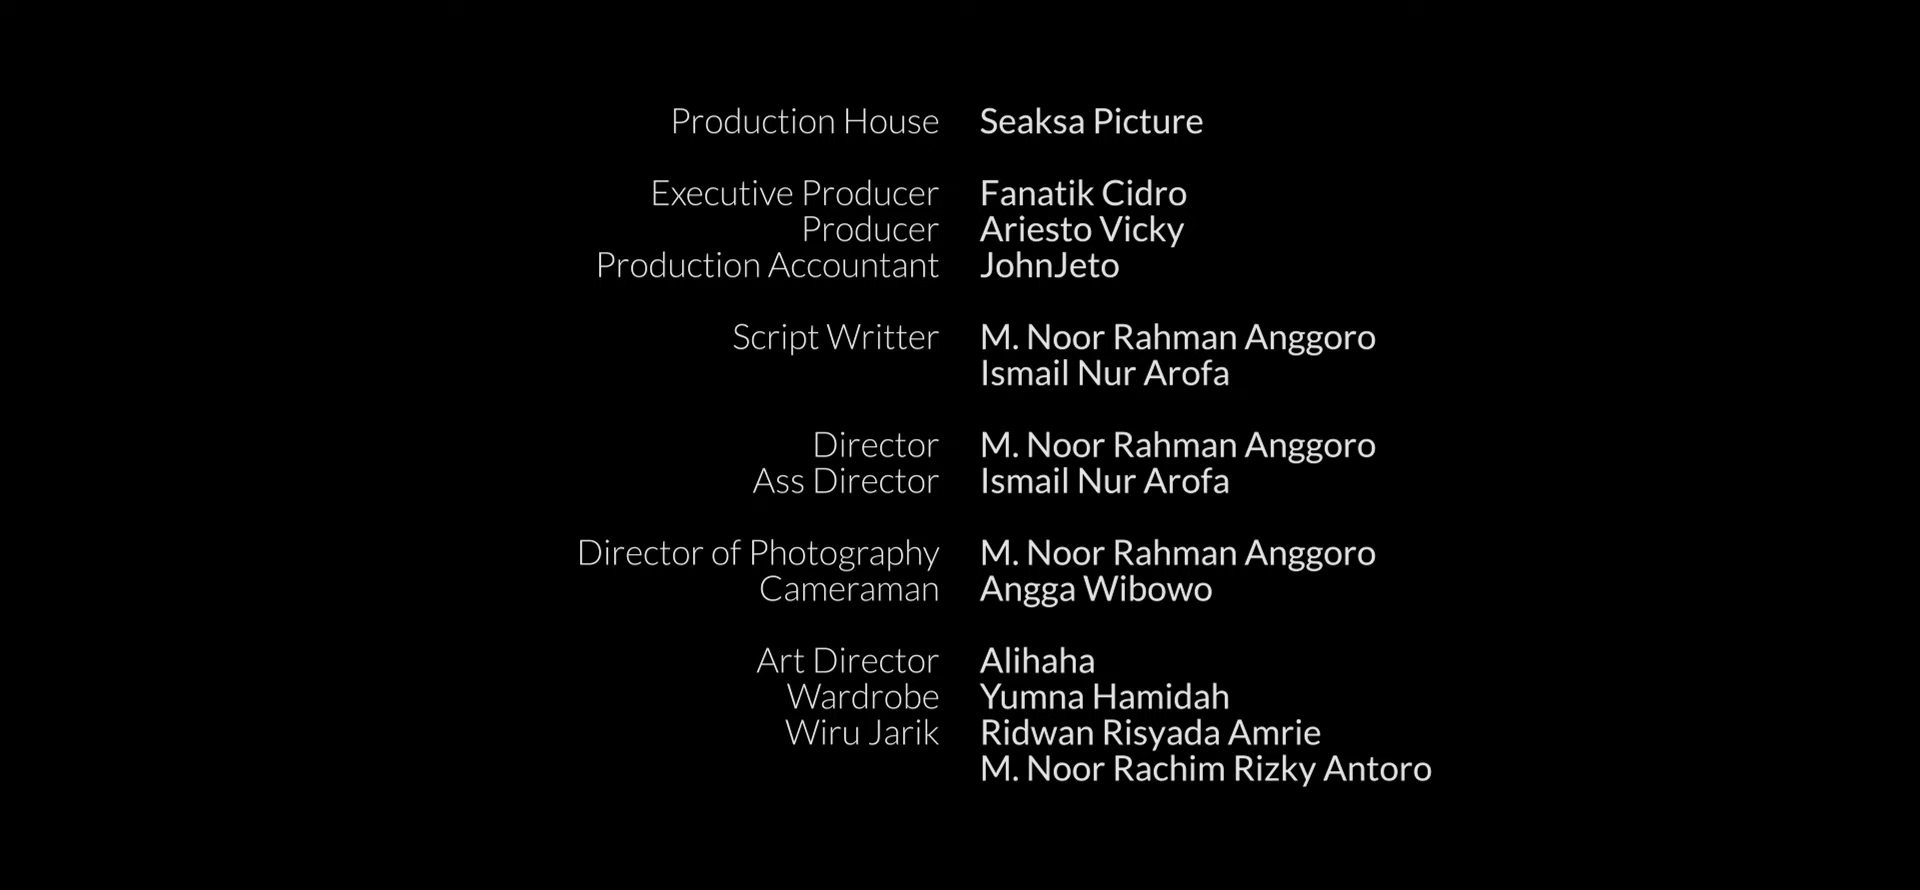 Production House Seaksa Picture
Executive Producer Fanatik Cidro
Producer Ariesto Vicky
Production Accountant JohnJeto
Script Writter M. Noor Rahman Anggoro
Ismail Nur Arofa
Director M. Noor Rahman Anggoro
Ass Director Ismail Nur Arofa
Director of Photography M. Noor Rahman Anggoro
Cameraman Angga Wibowo
Art Director Alihaha
Wardrobe Yumna Hamidah
Wiru Jarik Ridwan Risyada Amrie
M. Noor Rachim Rizky Antoro